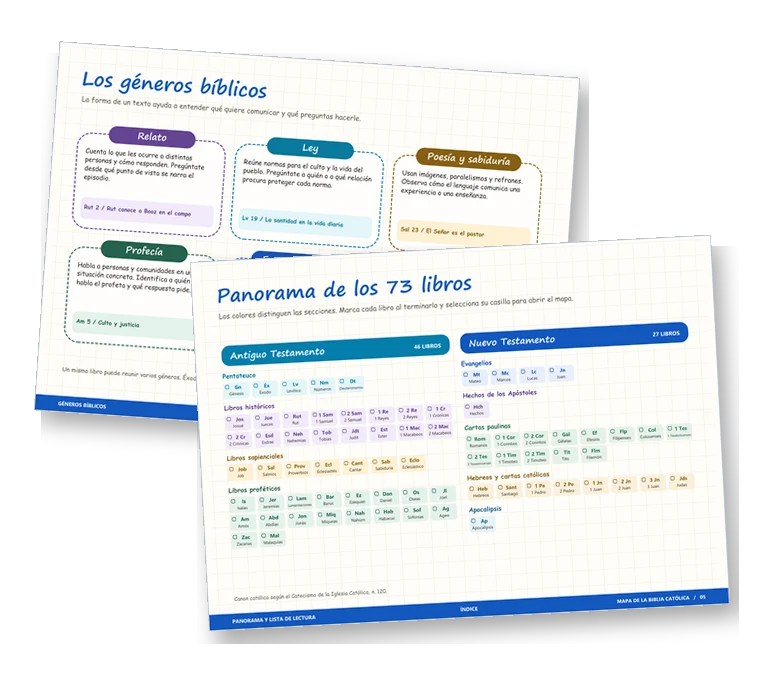 Los géneros bíblicos
La forma de un texto ayuda a entender qué quiere comunicar y qué preguntas hacerle.
Relato
Cuenta lo que les ocurre a distintas
personas y cómo responden. Pregúntate
desde qué punto de vista se narra el
episodio.
Rut 2 / Rut conoce a Booz en el campo
Ley
Reúne normas para el culto y la vida del
pueblo. Pregúntate a quién o a qué relación
procura proteger cada norma.
Lv 19 / La santidad en la vida diaria
Poesía y sabiduría
Usan imágenes, paralelismos y refranes.
Observa cómo el lenguaje comunica una
experiencia o una enseñanza.
Sal 23 / El Señor es el pastor
Profecía
Habla a personas y comunidades en
situación concreta. Identifica a quién
habla el profeta y qué respuesta pide.
Am 5 / Culto y justicia
Un mismo libro puede reunir varios géneros.
GÉNEROS BÍBLICOS
Panorama de los 73 libros
Los colores distinguen las secciones. Marca cada libro al terminarlo y selecciona su casilla para abrir el mapa.
Antiguo Testamento 46 LIBROS
Pentateuco
Gn Éx Lv Nm Dt
Génesis Éxodo Levítico Números Deuteronomio
Libros históricos
Jos Jue Rut 1 Sam 2 Sam 1 Re 2 Re 1 Cr
Josué Jueces Rut 1 Samuel 2 Samuel 1 Reyes 2 Reyes 1 Crónicas
2 Cr Esd Neh Tob Jdt Est 1 Mac 2 Mac
2 Crónicas Esdras Nehemías Tobías Judit Ester 1 Macabeos 2 Macabeos
Libros sapienciales
Job Sal Prov Ecl Cant Sab Eclo
Job Salmos Proverbios Eclesiastés Cantar Sabiduría Eclesiástico
Libros proféticos
Is Jer Lam Bar Ez Dan Os Jl
Isaías Jeremías Lamentaciones Baruc Ezequiel Daniel Oseas Joel
Am Abd Jon Miq Nah Hab Sof Ag
Amós Abdías Jonás Miqueas Nahúm Habacuc Sofonías Ageo
Zac Mal
Zacarías Malaquías
Nuevo Testamento 27 LIBROS
Evangelios
Mt Mc Lc Jn
Mateo Marcos Lucas Juan
Hechos de los Apóstoles
Hch
Hechos
Cartas paulinas
Rom 1 Cor 2 Cor Gál Ef Flp Col 1 Tes
Romanos 1 Corintios 2 Corintios Gálatas Efesios Filipenses Colosenses 1 Tesalonicenses
2 Tes 1 Tim 2 Tim Tit Flm
2 Tesalonicenses 1 Timoteo 2 Timoteo Tito Filemón
Hebreos y cartas católicas
Heb Sant 1 Pe 2 Pe 1 Jn 2 Jn 3 Jn Jds
Hebreos Santiago 1 Pedro 2 Pedro 1 Juan 2 Juan 3 Juan Judas
Apocalipsis
Ap
Apocalipsis
Canon católico según el Catecismo de la Iglesia Católica, n. 120.
PANORAMA Y LISTA DE LECTURA ÍNDICE MAPA DE LA BIBLIA CATÓLICA / 05